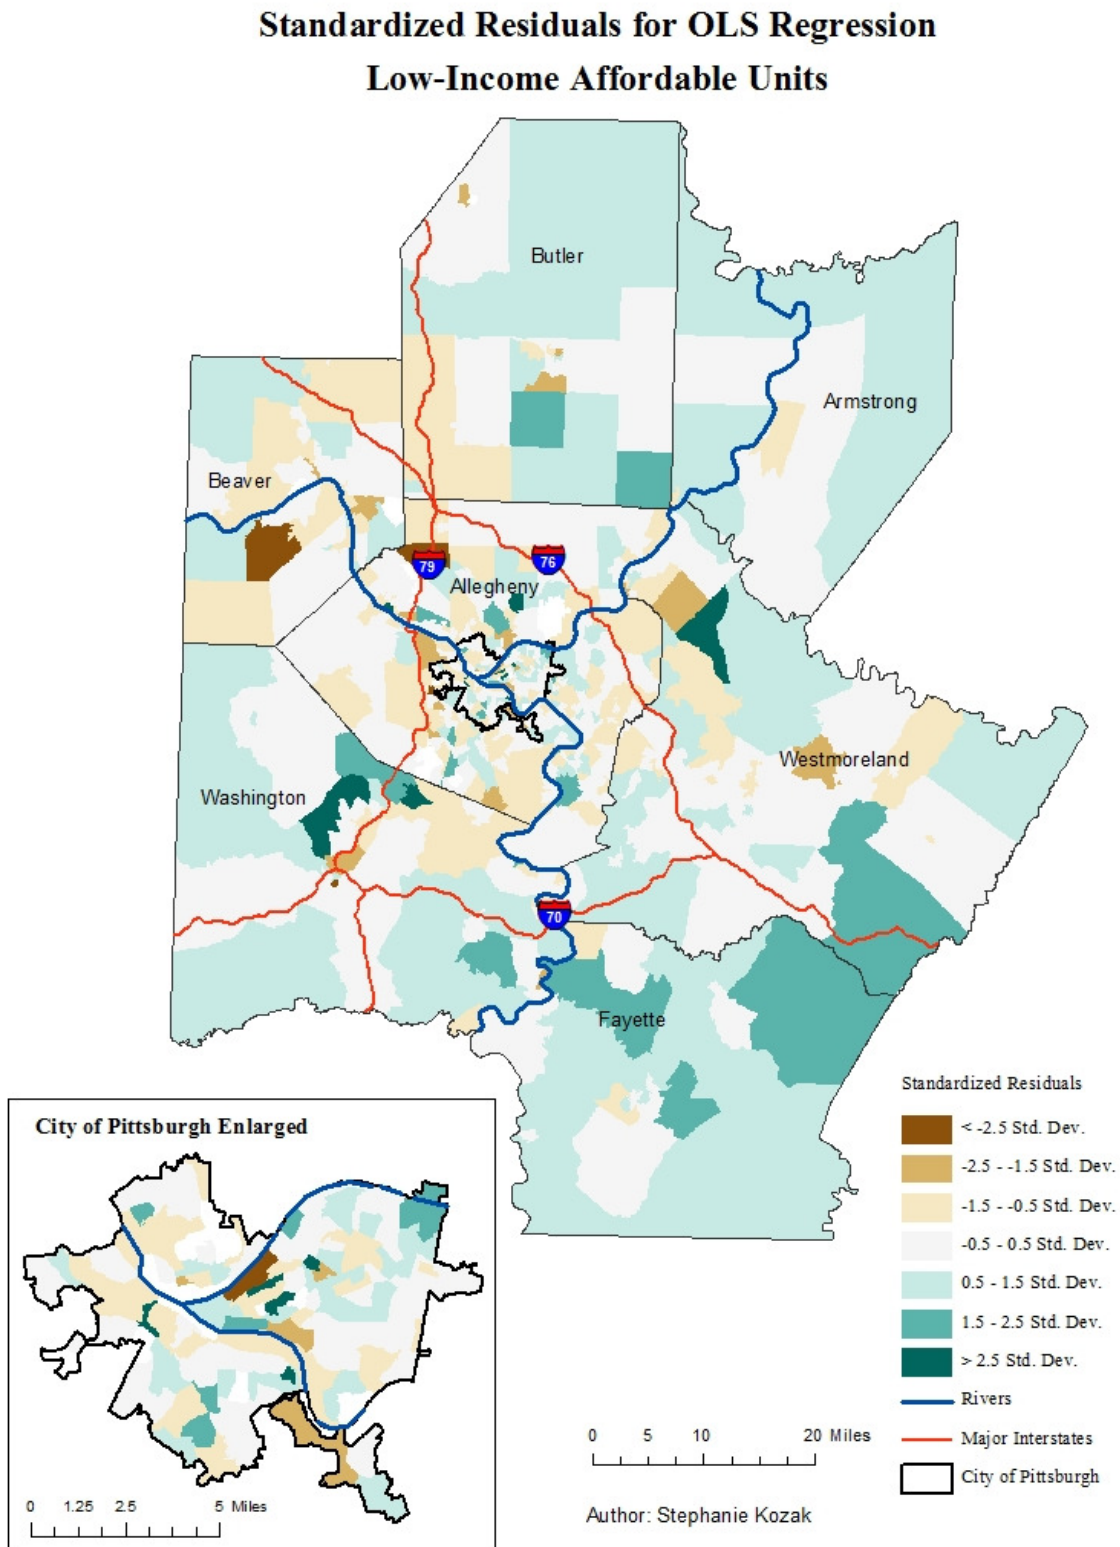 Standardized Residuals for OLS Regression
Low-Income Affordable Units
Butler
Armstrong
Beaver
79
76
Allegheny
Westmoreland
Washington
70
Fayette
Standardized Residuals
< -2.5 Std. Dev.
-2.5 - -1.5 Std. Dev.
-1.5 - -0.5 Std. Dev.
-0.5 - 0.5 Std. Dev.
0.5 - 1.5 Std. Dev.
1.5 - 2.5 Std. Dev.
> 2.5 Std. Dev.
Rivers
Major Interstates
City of Pittsburgh
City of Pittsburgh Enlarged
0 1.25 2.5 5 Miles
0 5 10 20 Miles
Author: Stephanie Kozak